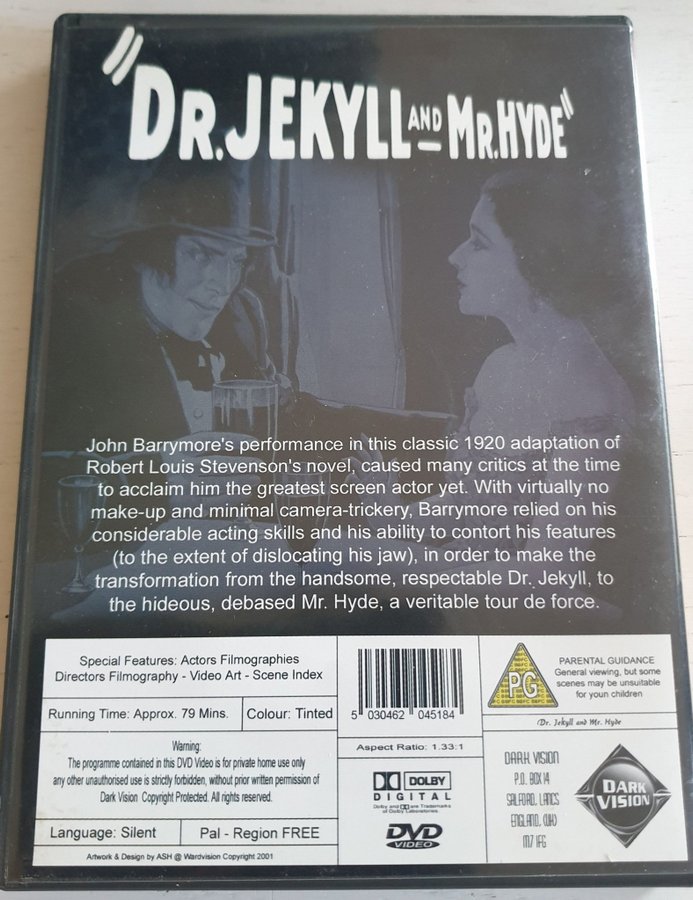 "DR. JEKYLL AND MR. HYDE"
John Barrymore's performance in this classic 1920 adaptation of
Robert Louis Stevenson's novel, caused many critics at the time
to acclaim him the greatest screen actor yet. With virtually no
make-up and minimal camera-trickery, Barrymore relied on his
considerable acting skills and his ability to contort his features
(to the extent of dislocating his jaw), in order to make the
transformation from the handsome, respectable Dr. Jekyll, to
the hideous, debased Mr. Hyde, a veritable tour de force.
Special Features: Actors Filmographies
Directors Filmography - Video Art - Scene Index
Running Time: Approx. 79 Mins.
Colour: Tinted
Warning:
The programme contained in this DVD Video is for private home use only
any other unauthorised use is strictly forbidden, without prior written permission of
Dark Vision Copyright Protected. All rights reserved.
Language: Silent
Pal - Region FREE
Artwork & Design by ASH @ Wardvision Copyright 2001
5 030462 045184
Aspect Ratio: 1.33:1
DOLBY
DIGITAL
Dolby and DD are Trademarks
of Dolby Laboratories.
DVD
VIDEO
PG
PARENTAL GUIDANCE
General viewing, but some
scenes may be unsuitable
for youn children
Dr. Jekyll and Mr. Hyde
DARK VISION
P.O. BOX 14
SALFORD, LANCS
ENGLAND, (UK)
M7 1FG
DARK
VISION